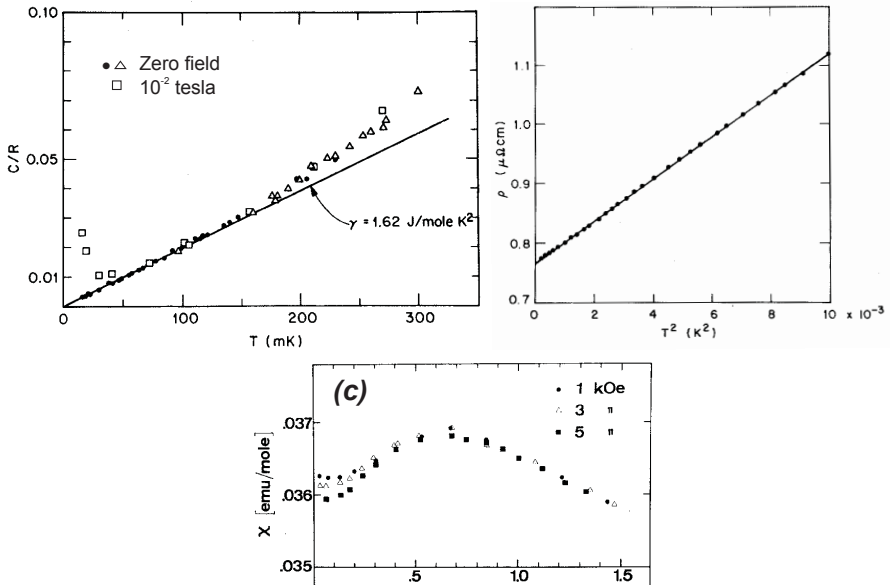 0.10
● △ Zero field
□ 10⁻² tesla
C/R
0.05
γ = 1.62 J/mole K²
0.01
0
100
200
300
T (mK)
1.1
1.0
0.9
0.8
0.7
ρ (μΩcm)
0
2
4
6
8
10 × 10⁻³
T² (K²)
(c)
• 1 kOe
△ 3 "
■ 5 "
.037
.036
.035
χ [emu/mole]
.5
1.0
1.5